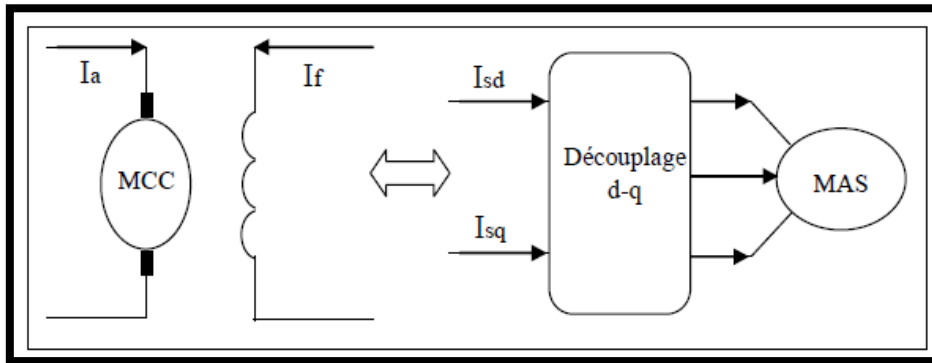 Ia
If
MCC
Isd
Isq
Découplage
d-q
MAS